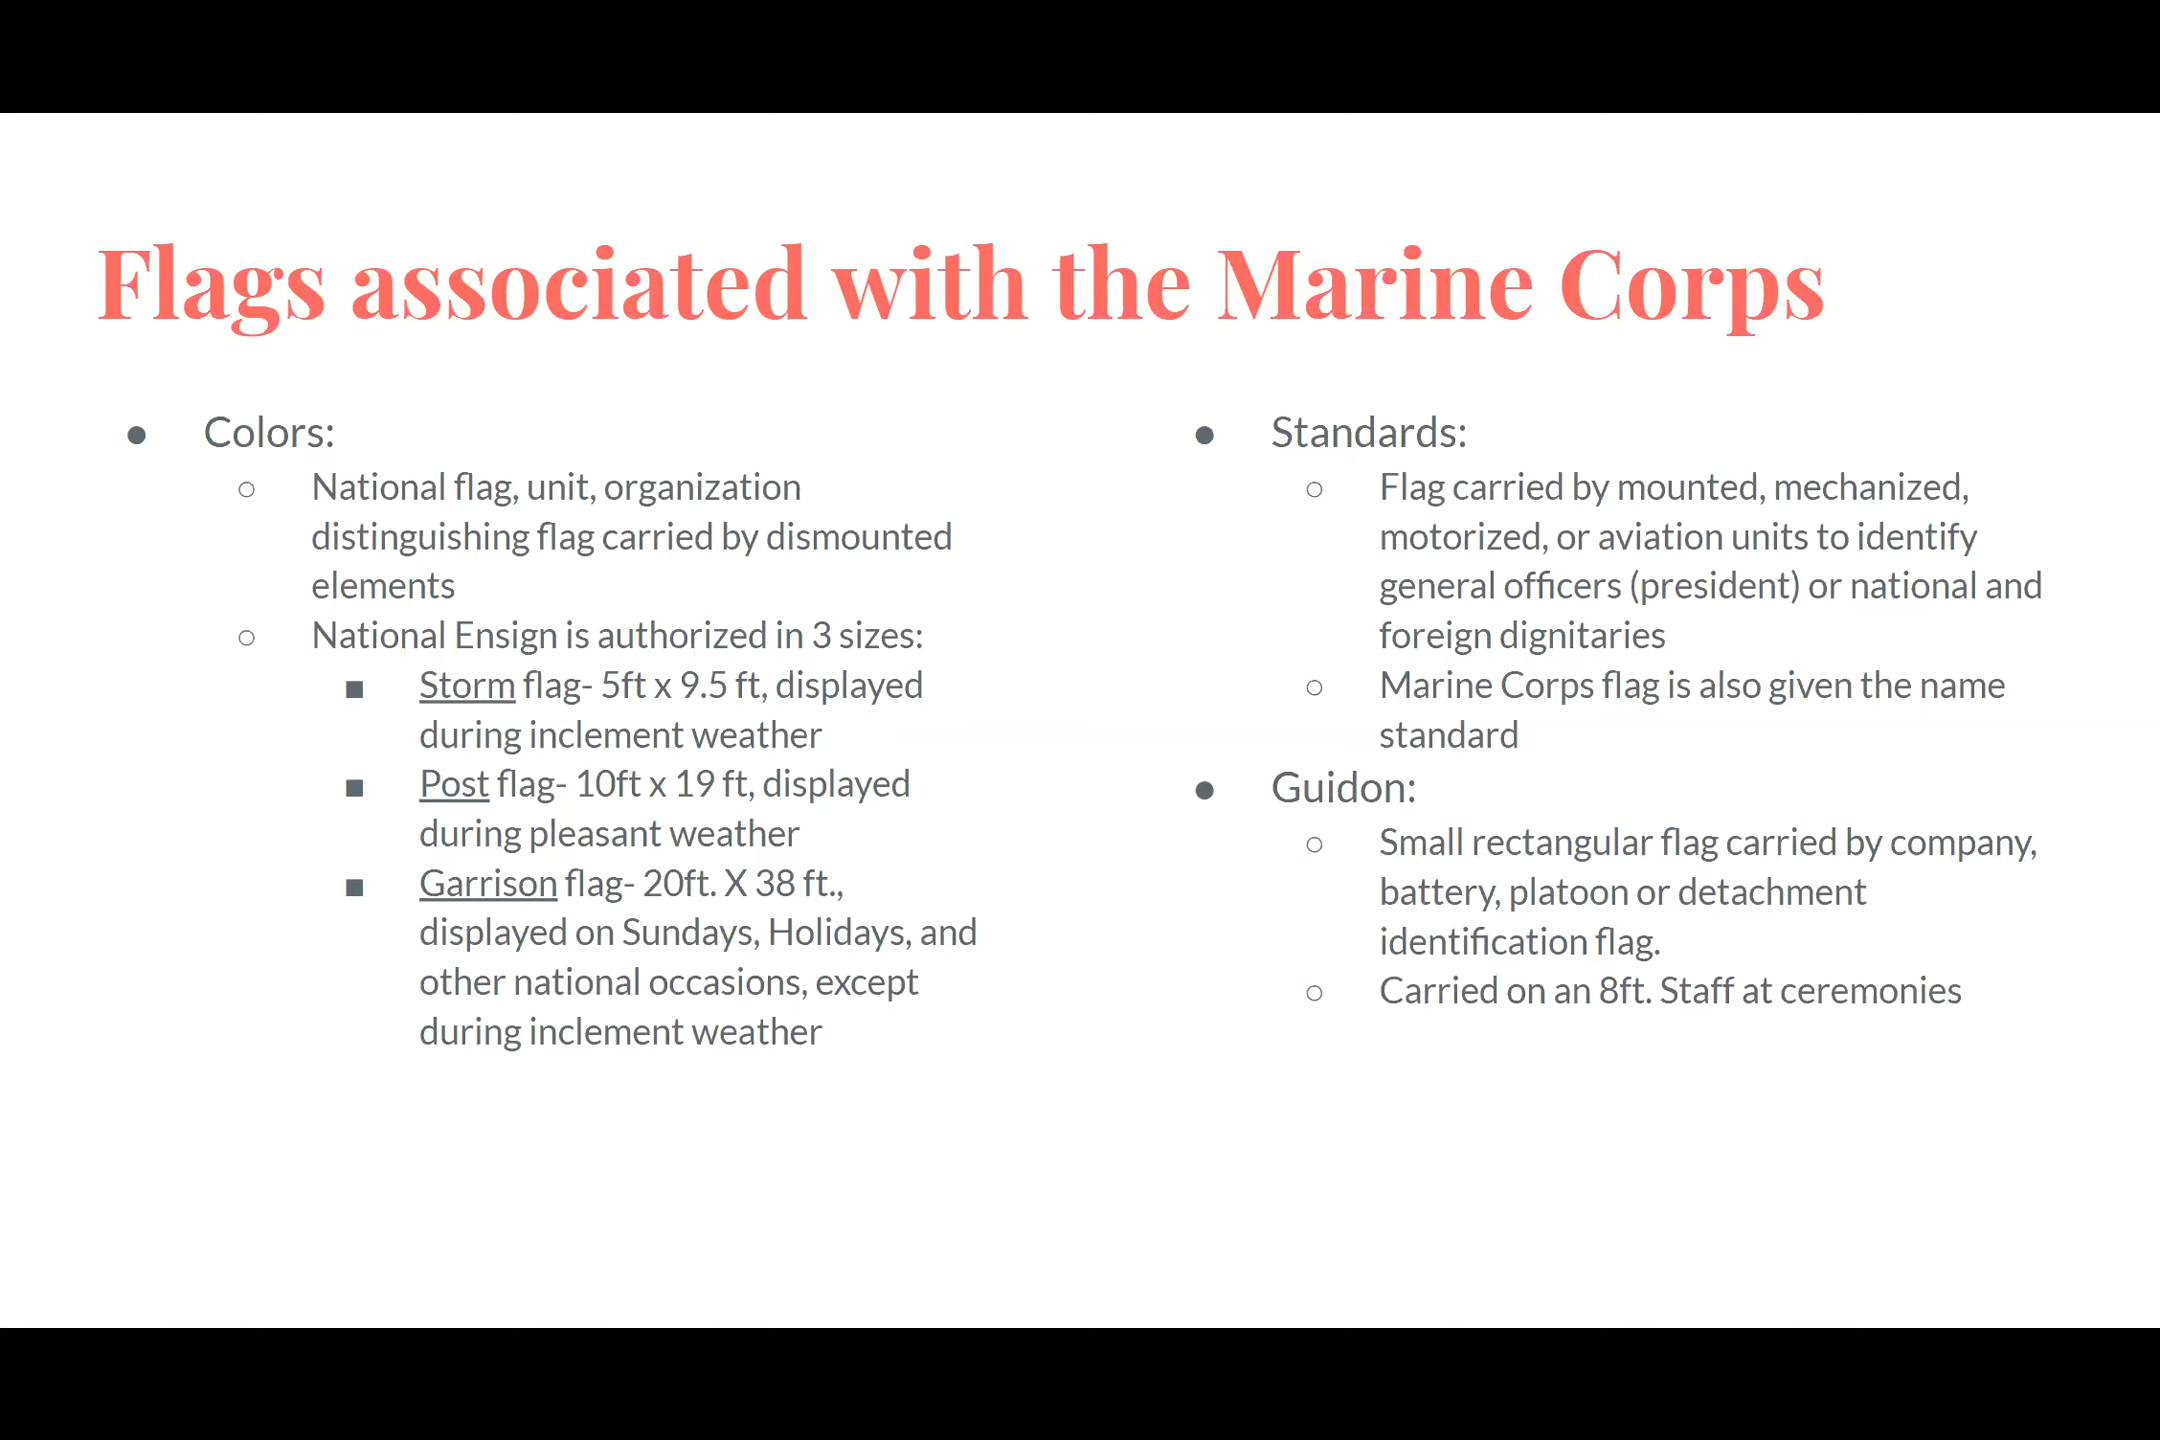 Flags associated with the Marine Corps
● Colors:
○ National flag, unit, organization
distinguishing flag carried by dismounted
elements
○ National Ensign is authorized in 3 sizes:
■ Storm flag- 5ft x 9.5 ft, displayed
during inclement weather
■ Post flag- 10ft x 19 ft, displayed
during pleasant weather
■ Garrison flag- 20ft. X 38 ft.,
displayed on Sundays, Holidays, and
other national occasions, except
during inclement weather
● Standards:
○ Flag carried by mounted, mechanized,
motorized, or aviation units to identify
general officers (president) or national and
foreign dignitaries
○ Marine Corps flag is also given the name
standard
● Guidon:
○ Small rectangular flag carried by company,
battery, platoon or detachment
identification flag.
○ Carried on an 8ft. Staff at ceremonies